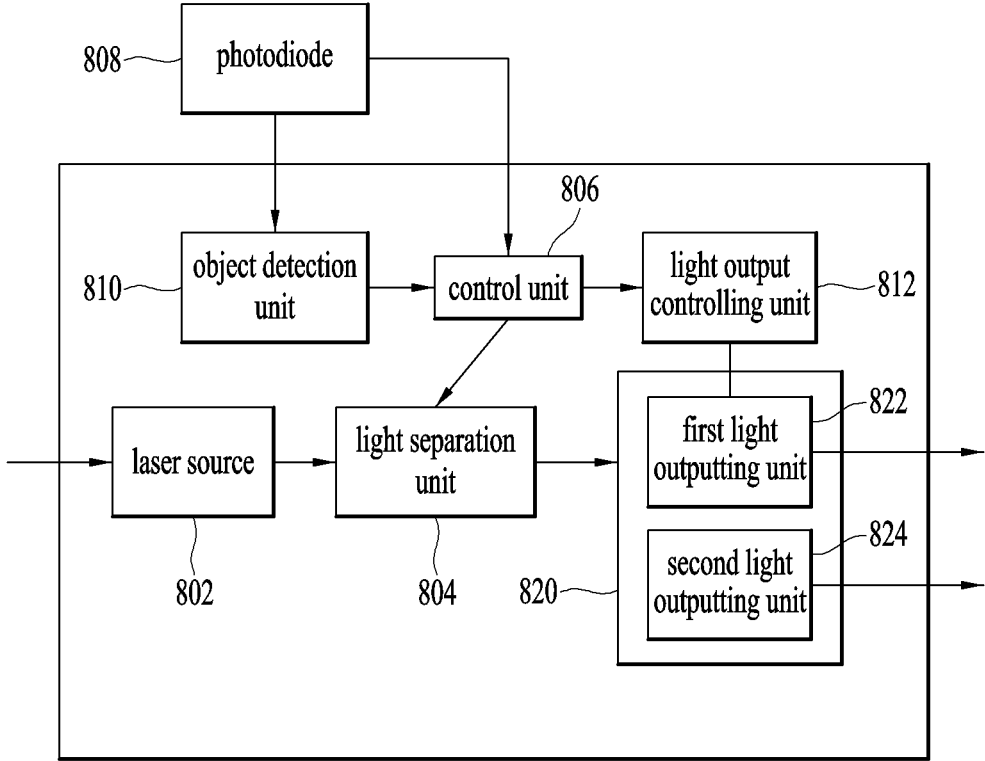 808
photodiode
806
810
object detection
unit
control unit
light output
controlling unit
812
laser source
802
light separation
unit
804
820
first light
outputting unit
822
second light
outputting unit
824